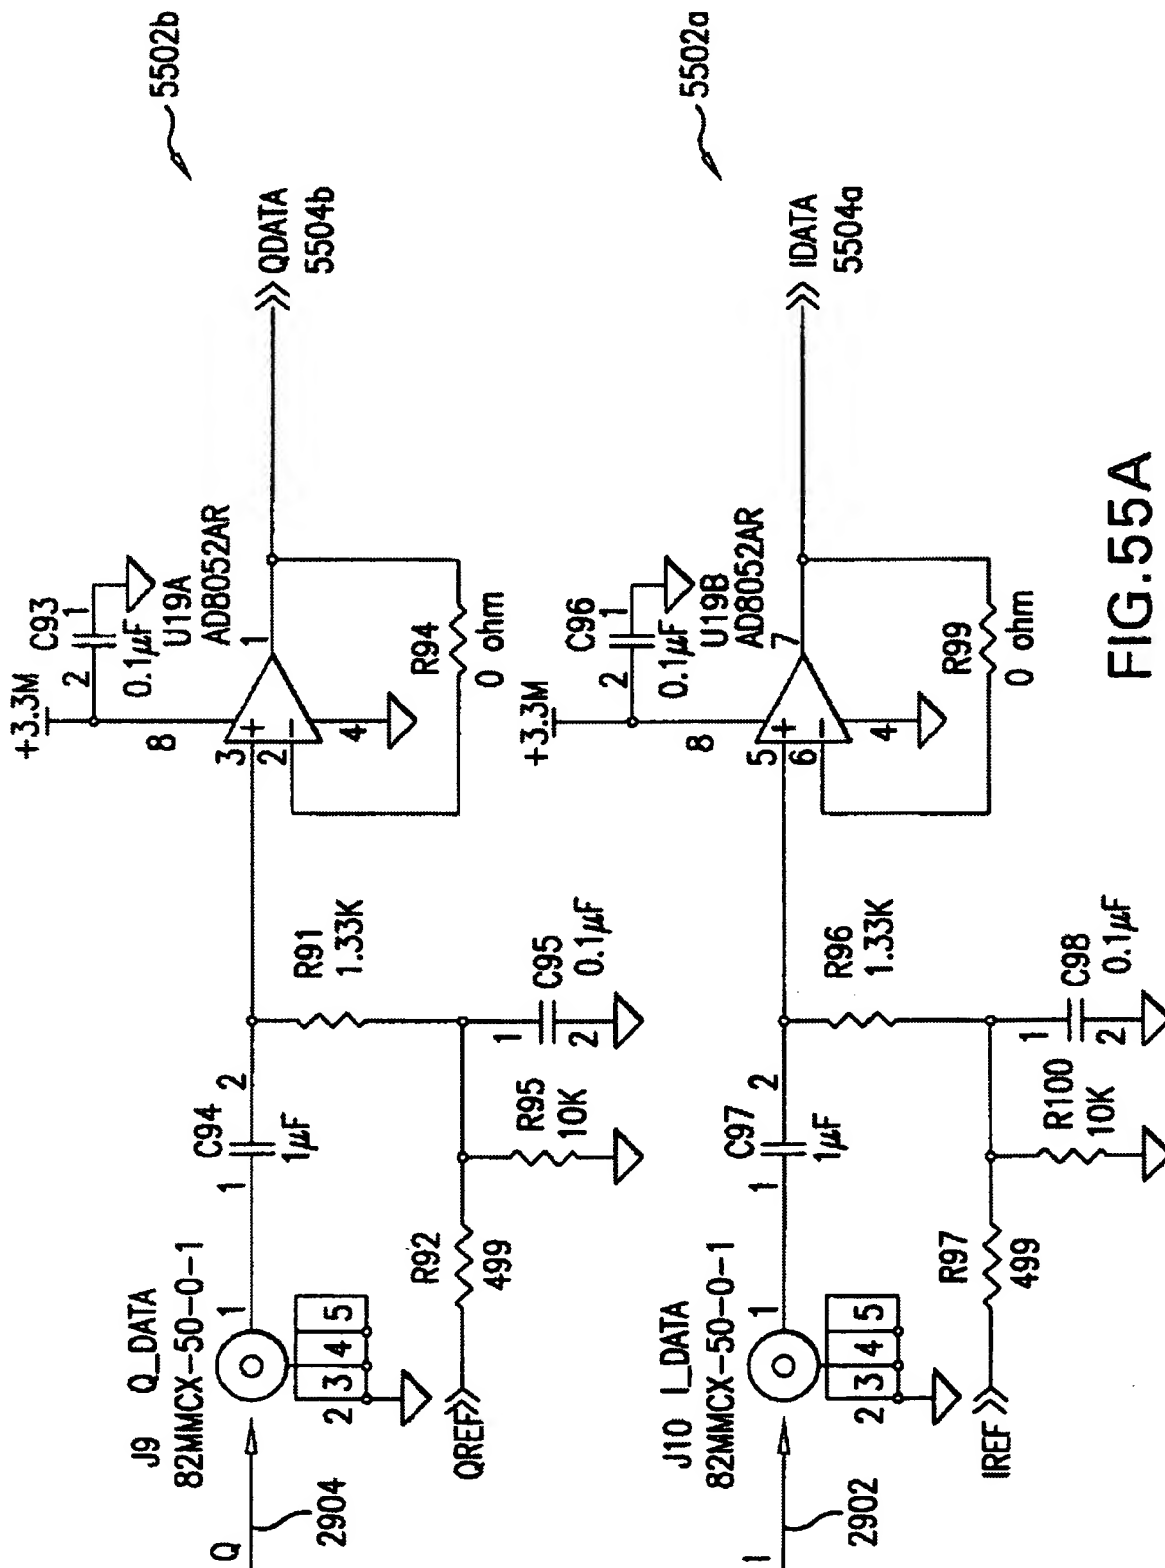 5502b
Q
2904
J9 Q_DATA
82MMCX-50-0-1
1
2 3 4 5
QREF
R92
499
1 C94 2
1µF
R95
10K
R91
1.33K
1 C95
2 0.1µF
+3.3M
8
2 C93 1
0.1µF
U19A
AD8052AR
3 +
2 −
4
1
R94
0 ohm
QDATA
5504b
5502a
I
2902
J10 I_DATA
82MMCX-50-0-1
1
2 3 4 5
IREF
R97
499
1 C97 2
1µF
R100
10K
R96
1.33K
1 C98
2 0.1µF
+3.3M
8
2 C96 1
0.1µF
U19B
AD8052AR
5 +
6 −
4
7
R99
0 ohm
IDATA
5504a
FIG.55A